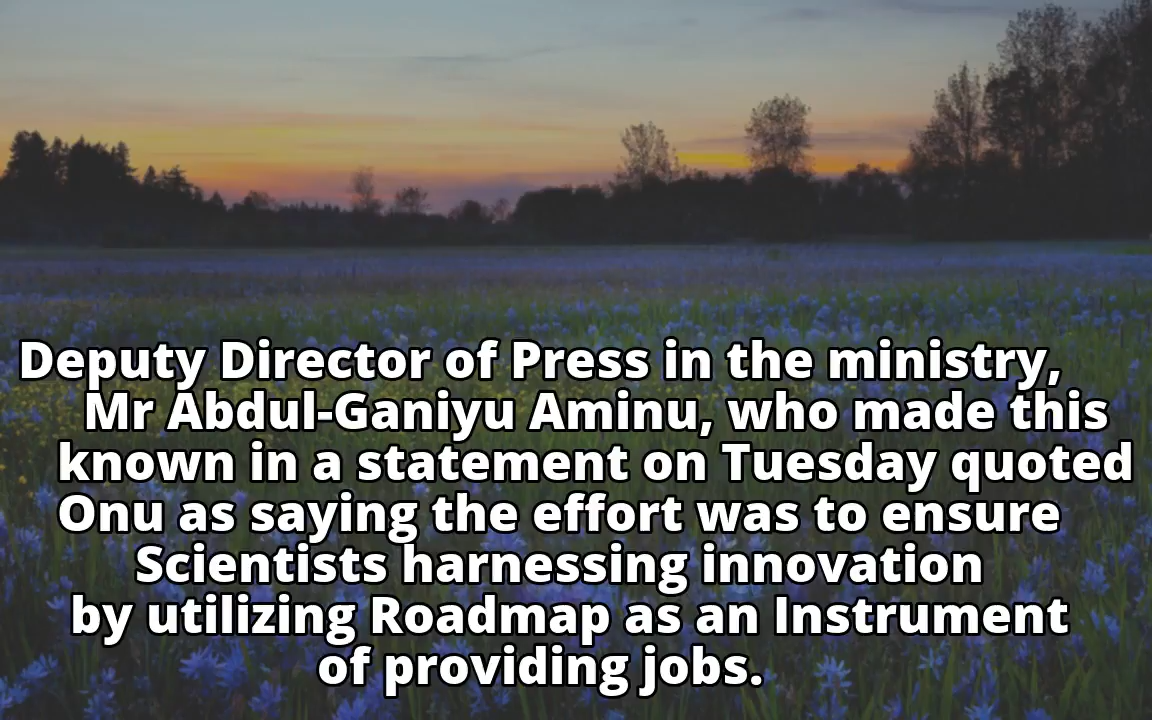 Deputy Director of Press in the ministry,
Mr Abdul-Ganiyu Aminu, who made this
known in a statement on Tuesday quoted
Onu as saying the effort was to ensure
Scientists harnessing innovation
by utilizing Roadmap as an Instrument
of providing jobs.